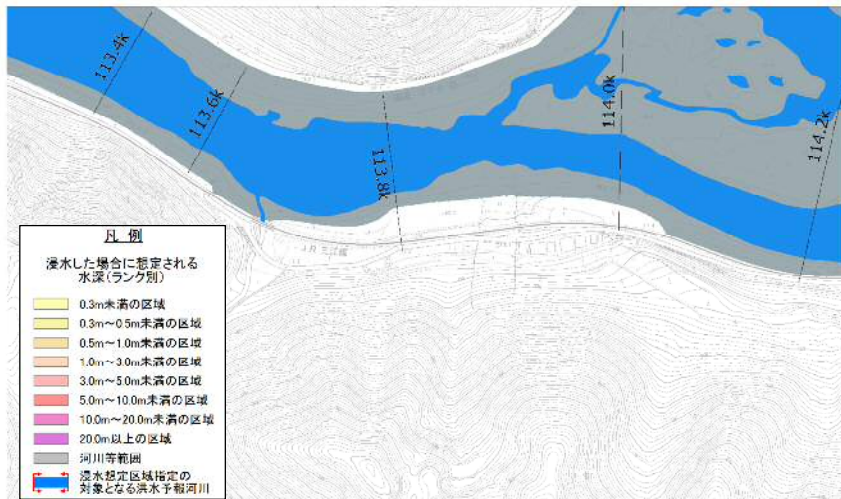 113.4k
113.6k
113.8k
114.0k
114.2k
凡 例
浸水した場合に想定される
水深(ランク別)
0.3m未満の区域
0.3m～0.5m未満の区域
0.5m～1.0m未満の区域
1.0m～3.0m未満の区域
3.0m～5.0m未満の区域
5.0m～10.0m未満の区域
10.0m～20.0m未満の区域
20.0m以上の区域
河川等範囲
浸水想定区域指定の
対象となる洪水予報河川